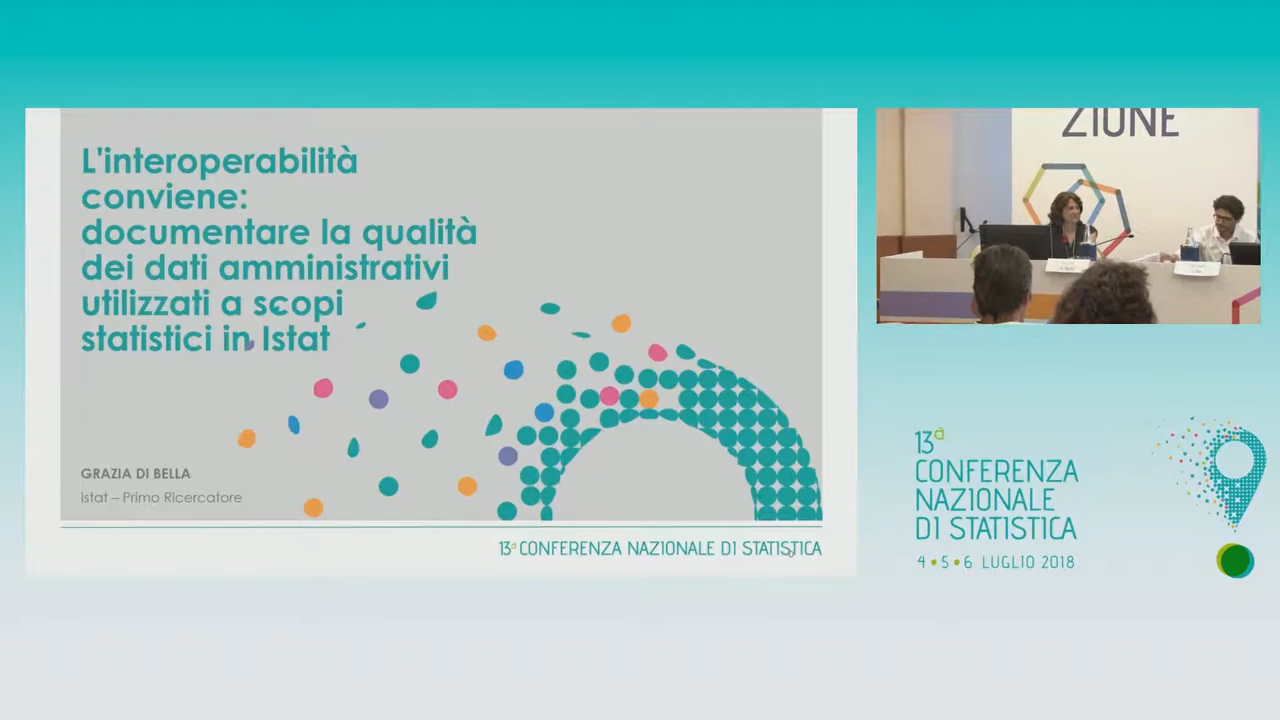 L'interoperabilità
conviene:
documentare la qualità
dei dati amministrativi
utilizzati a scopi
statistici in Istat
GRAZIA DI BELLA
Istat – Primo Ricercatore
13ª CONFERENZA NAZIONALE DI STATISTICA
ZIONE
13ª
CONFERENZA
NAZIONALE
DI STATISTICA
4 • 5 • 6 LUGLIO 2018